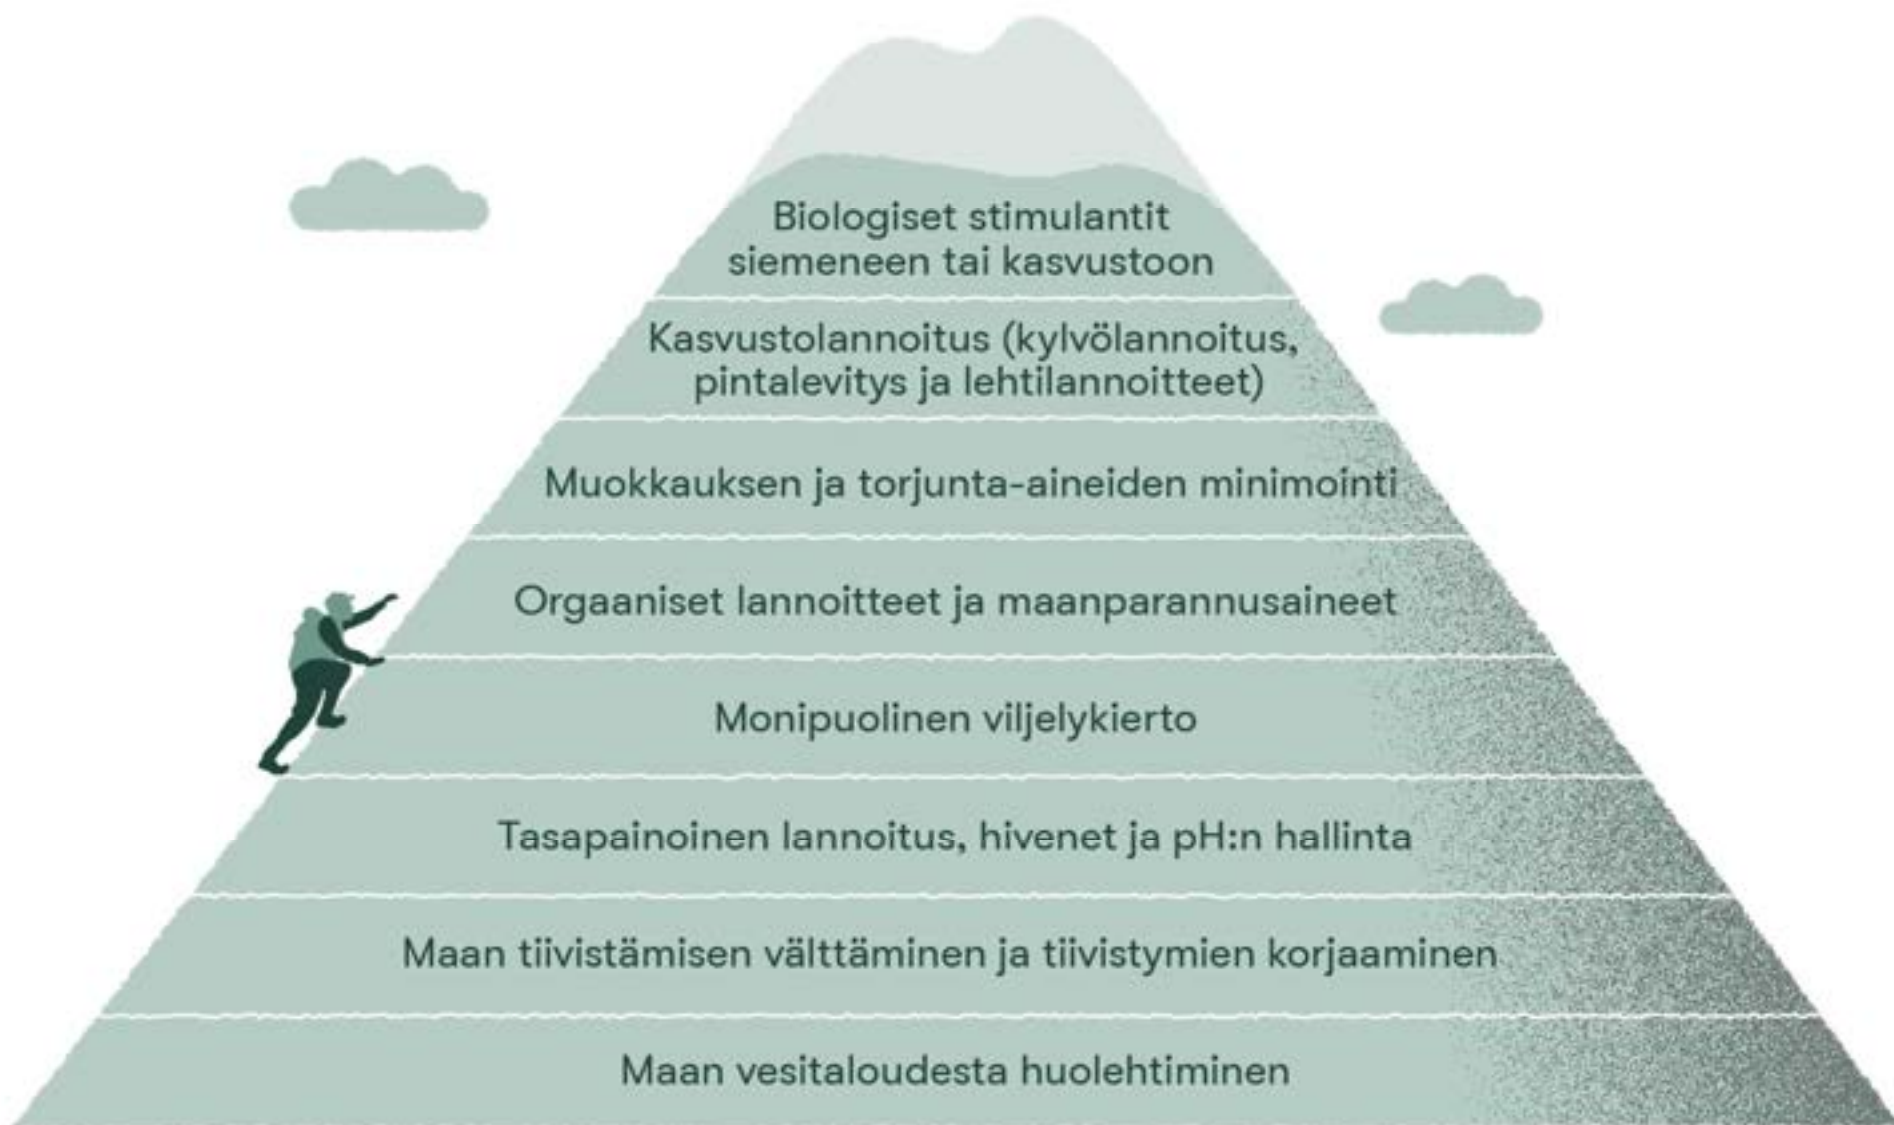 Biologiset stimulantit
siemeneen tai kasvustoon
Kasvustolannoitus (kylvölannoitus,
pintalevitys ja lehtilannoitteet)
Muokkauksen ja torjunta-aineiden minimointi
Orgaaniset lannoitteet ja maanparannusaineet
Monipuolinen viljelykierto
Tasapainoinen lannoitus, hivenet ja pH:n hallinta
Maan tiivistämisen välttäminen ja tiivistymien korjaaminen
Maan vesitaloudesta huolehtiminen